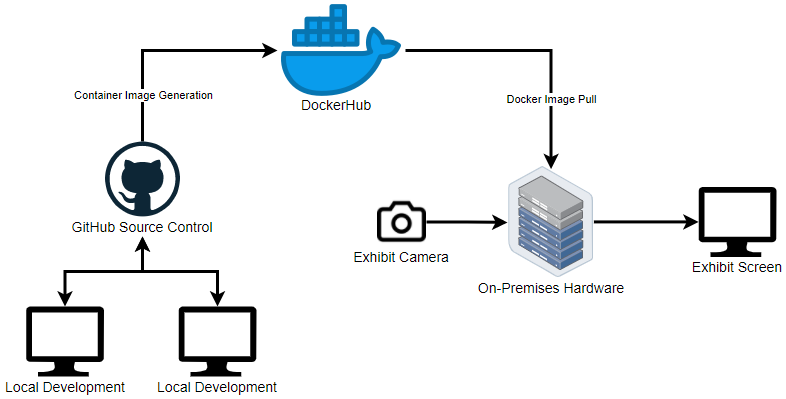 DockerHub
Container Image Generation
Docker Image Pull
GitHub Source Control
Exhibit Camera
On-Premises Hardware
Exhibit Screen
Local Development
Local Development